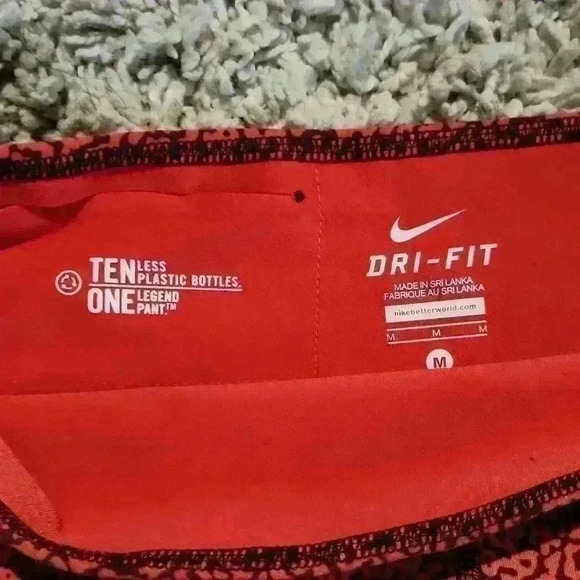 TEN LESS
PLASTIC BOTTLES.
ONE LEGEND
PANT.™
DRI-FIT
MADE IN SRI LANKA
FABRIQUE AU SRI LANKA
nikebetterworld.com
M M M
M